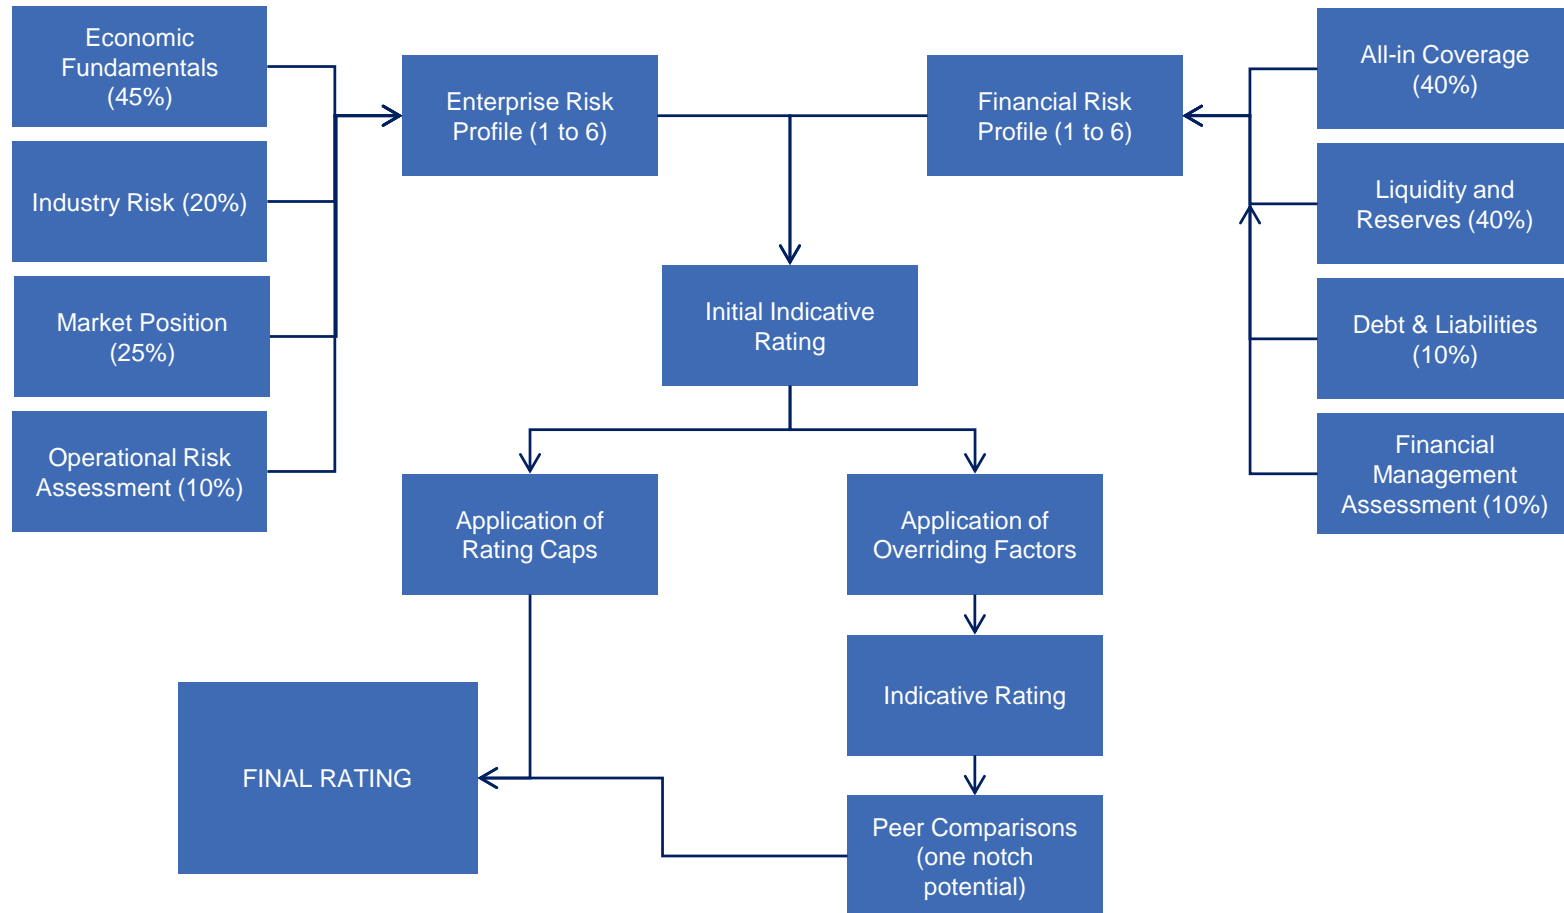 Economic
Fundamentals
(45%)
Industry Risk (20%)
Market Position
(25%)
Operational Risk
Assessment (10%)
Enterprise Risk
Profile (1 to 6)
Financial Risk
Profile (1 to 6)
All-in Coverage
(40%)
Liquidity and
Reserves (40%)
Debt & Liabilities
(10%)
Financial
Management
Assessment (10%)
Initial Indicative
Rating
Application of
Rating Caps
Application of
Overriding Factors
Indicative Rating
Peer Comparisons
(one notch
potential)
FINAL RATING